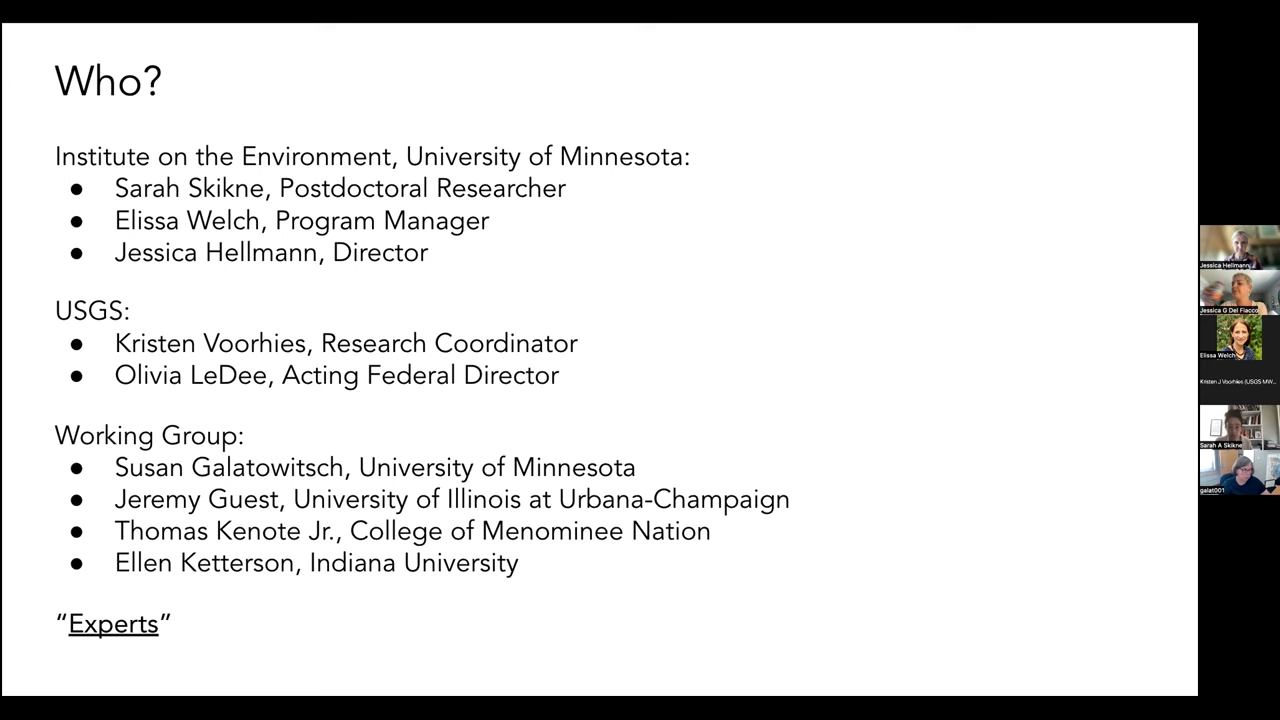 Who?
Institute on the Environment, University of Minnesota:
● Sarah Skikne, Postdoctoral Researcher
● Elissa Welch, Program Manager
● Jessica Hellmann, Director
USGS:
● Kristen Voorhies, Research Coordinator
● Olivia LeDee, Acting Federal Director
Working Group:
● Susan Galatowitsch, University of Minnesota
● Jeremy Guest, University of Illinois at Urbana-Champaign
● Thomas Kenote Jr., College of Menominee Nation
● Ellen Ketterson, Indiana University
“Experts”
Jessica Hellmann
Jessica G Del Fiacco
Elissa Welch
Kristen J Voorhies (USGS MW...
Sarah A Skikne
galat001